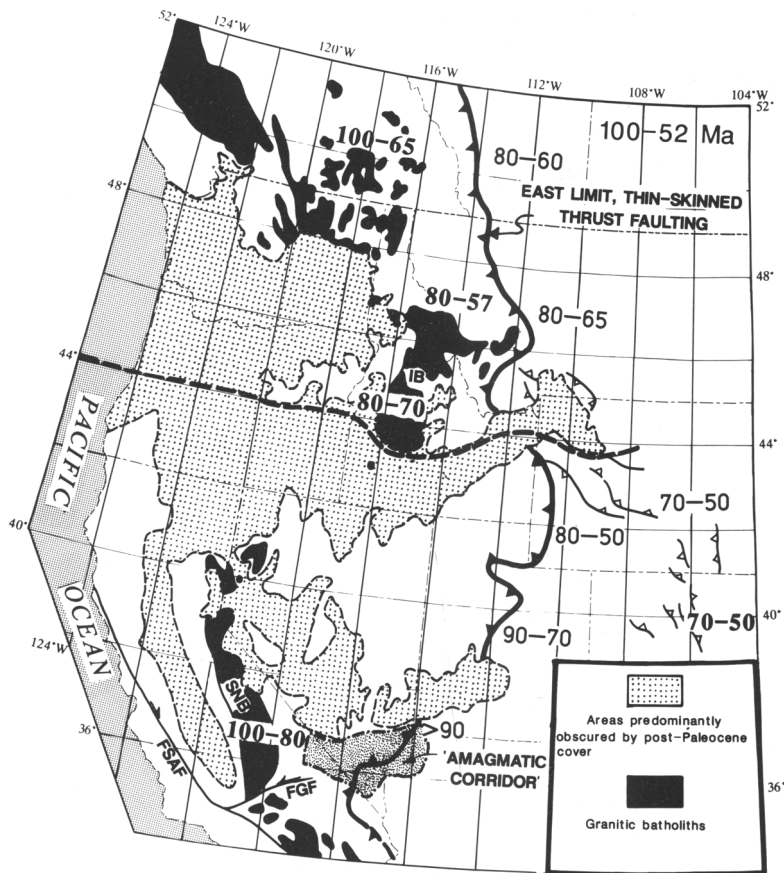 52°
124°W
120°W
116°W
112°W
108°W
104°W
52°
100-52 Ma
100-65
80-60
EAST LIMIT, THIN-SKINNED
THRUST FAULTING
48°
48°
80-57
80-65
IB
80-70
44°
44°
PACIFIC
OCEAN
70-50
80-50
70-50
40°
40°
90-70
124°W
SNB
100-80
>90
'AMAGMATIC
CORRIDOR'
36°
36°
FSAF
FGF
Areas predominantly
obscured by post-Paleocene
cover
Granitic batholiths